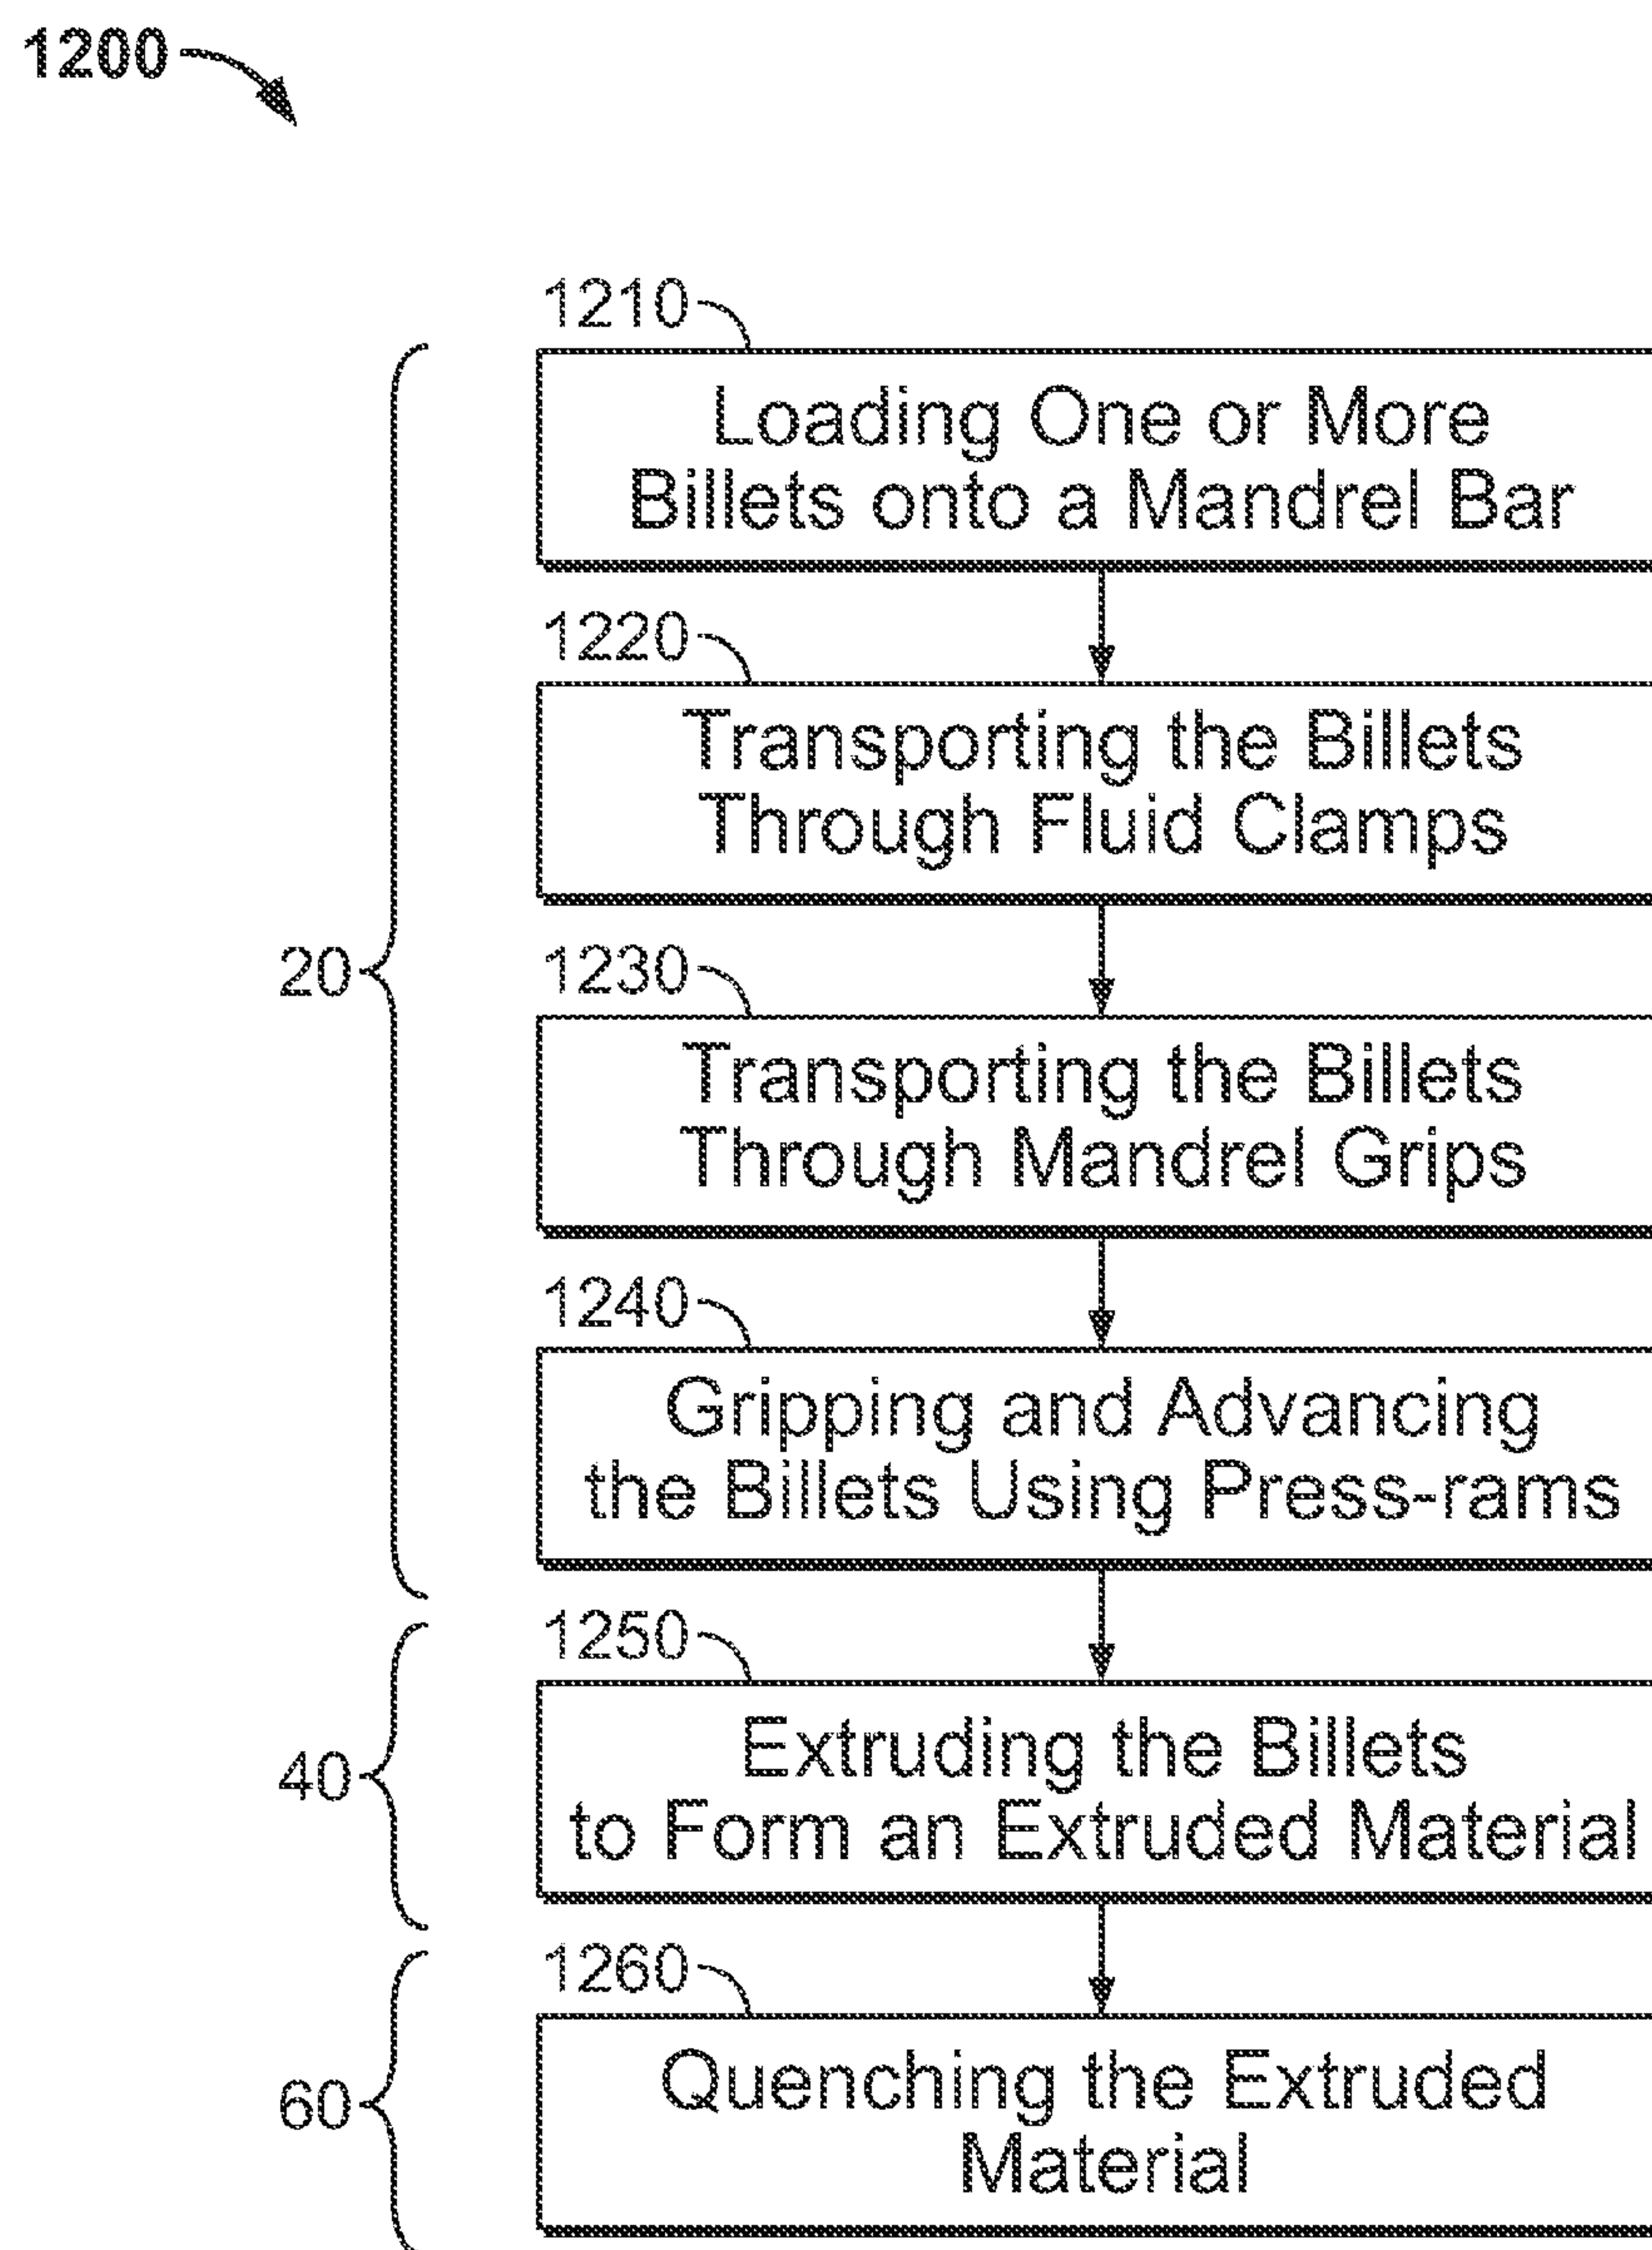 1200
1210
Loading One or More
Billets onto a Mandrel Bar
1220
Transporting the Billets
Through Fluid Clamps
20
1230
Transporting the Billets
Through Mandrel Grips
1240
Gripping and Advancing
the Billets Using Press-rams
1250
Extruding the Billets
to Form an Extruded Material
40
1260
Quenching the Extruded
Material
60